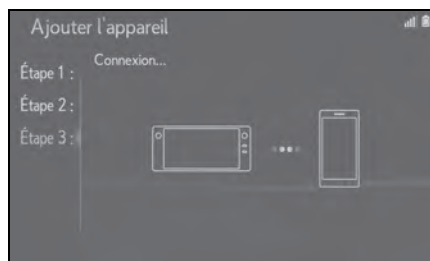 Ajouter l'appareil
Connexion...
Étape 1 :
Étape 2 :
Étape 3 :